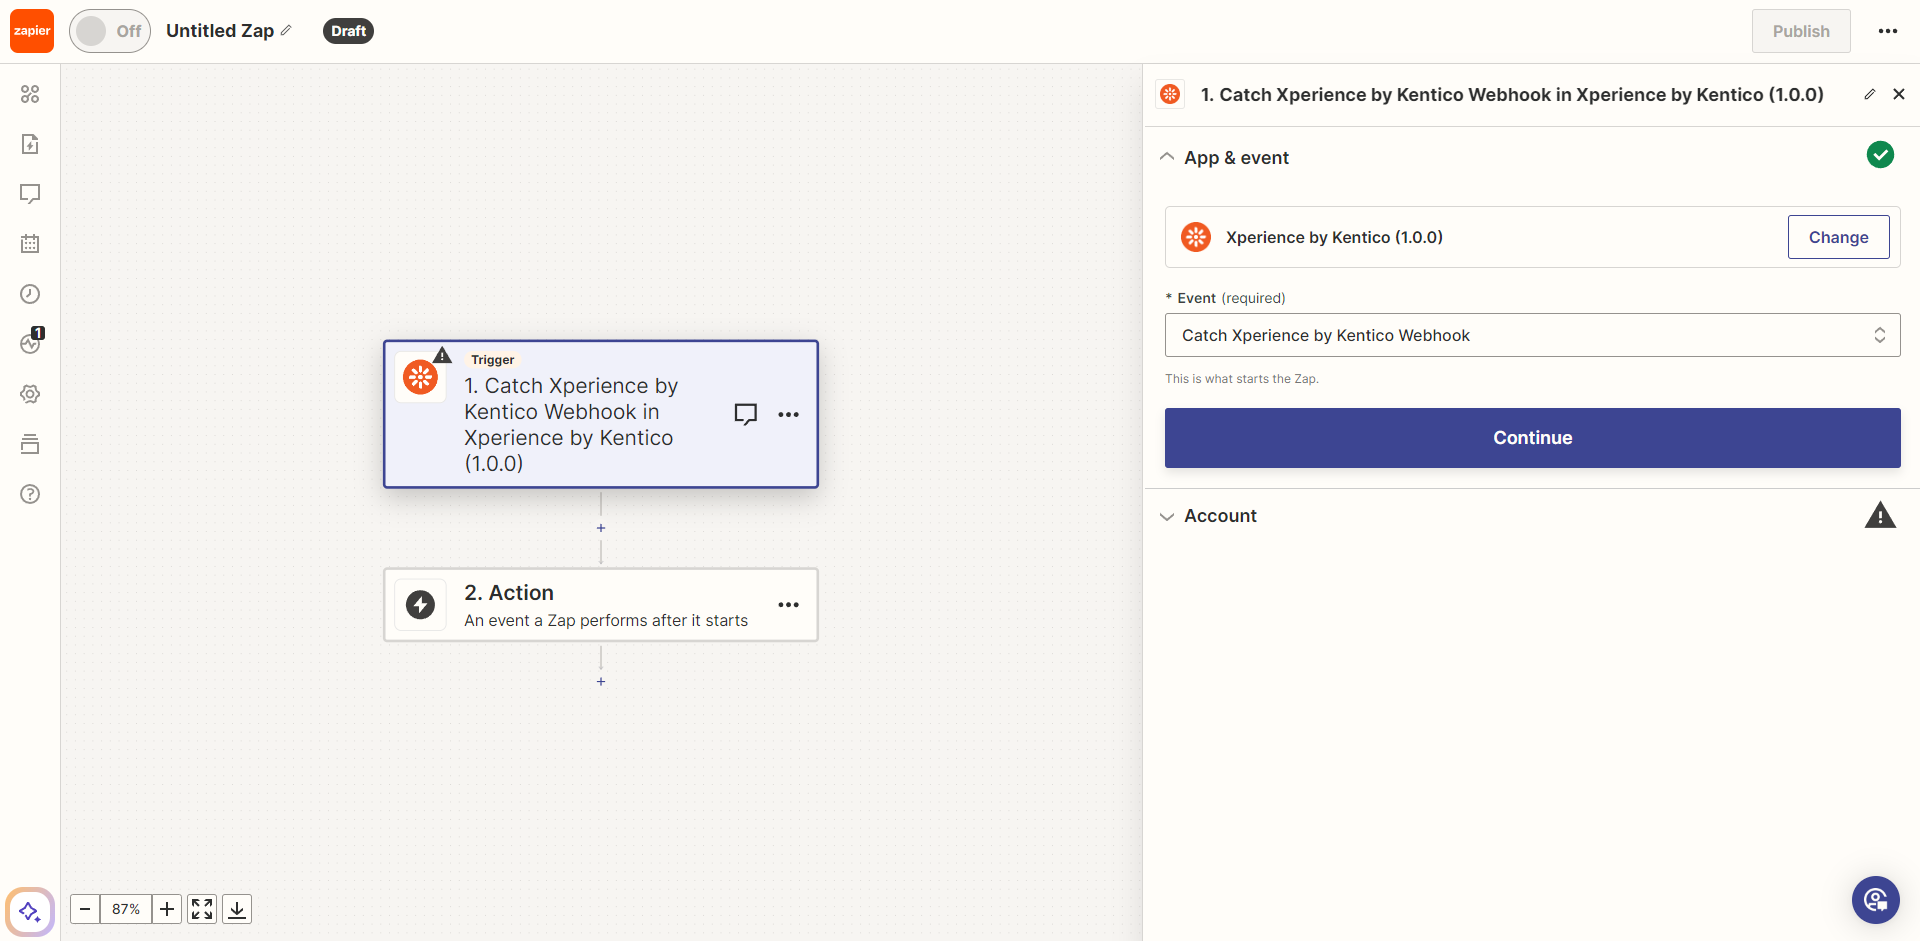 zapier
Off
Untitled Zap
Draft
Publish
1
1. Catch Xperience by Kentico Webhook in Xperience by Kentico (1.0.0)
App & event
Xperience by Kentico (1.0.0)
Change
* Event (required)
Catch Xperience by Kentico Webhook
This is what starts the Zap.
Continue
Account
Trigger
1. Catch Xperience by
Kentico Webhook in
Xperience by Kentico
(1.0.0)
2. Action
An event a Zap performs after it starts
87%